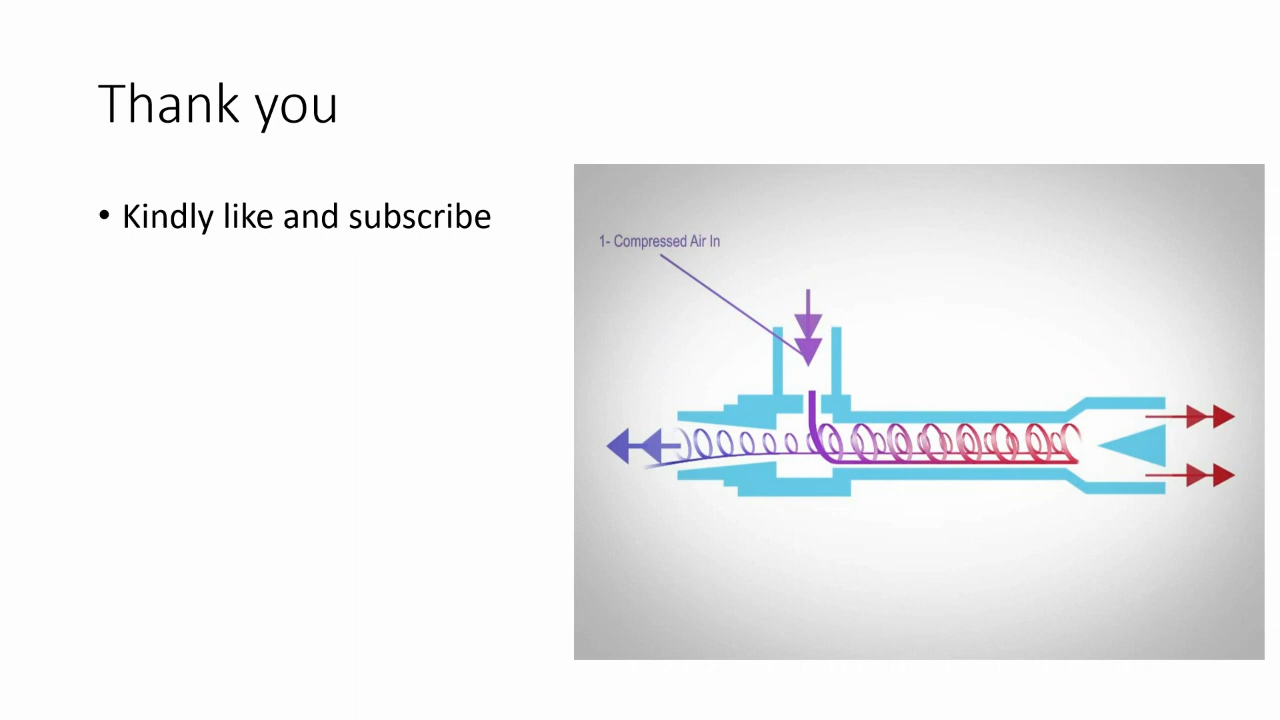 Thank you
• Kindly like and subscribe
1- Compressed Air In